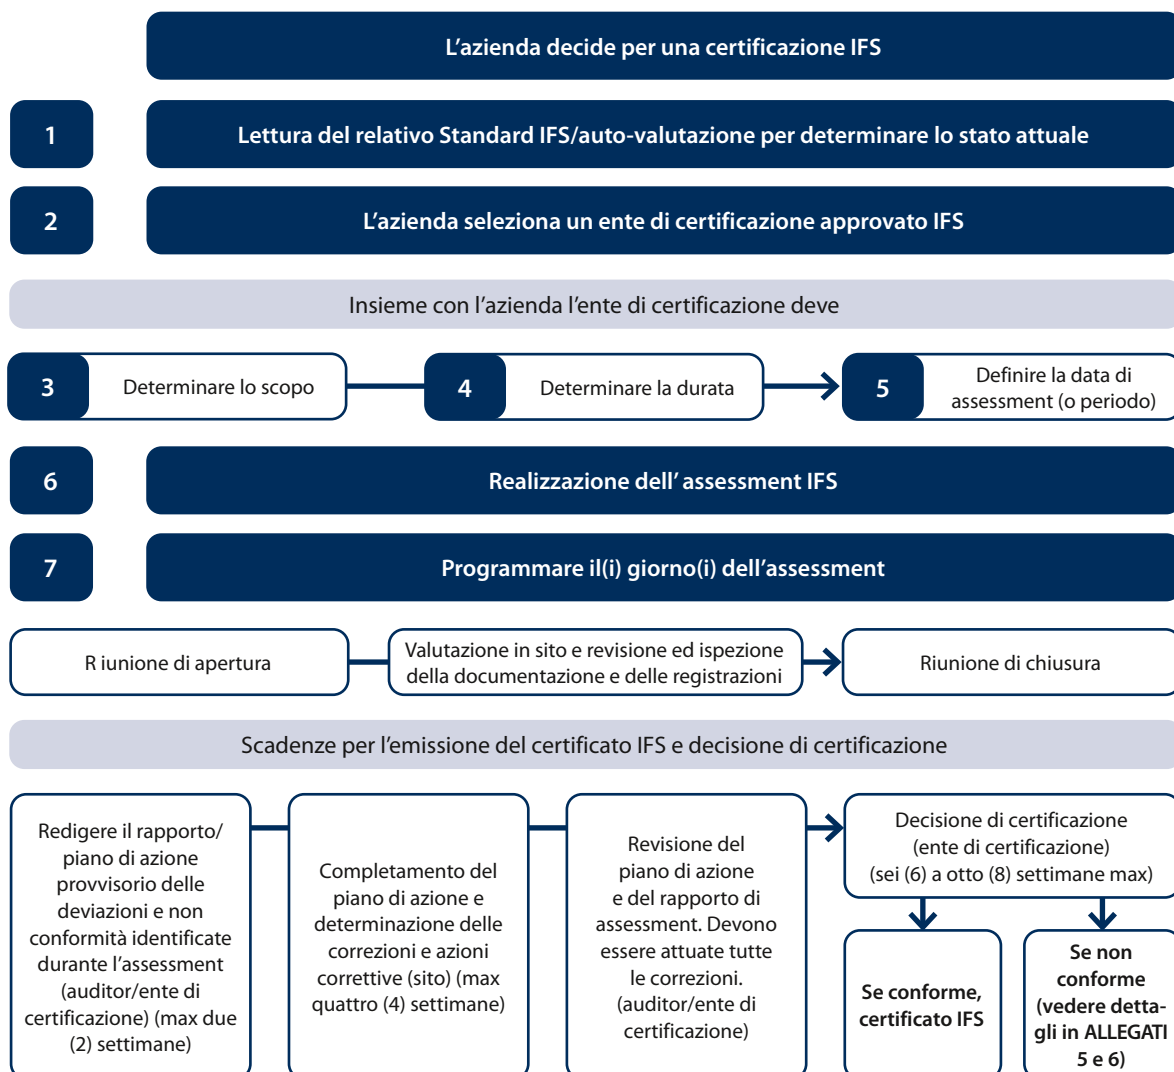 L'azienda decide per una certificazione IFS
1
Lettura del relativo Standard IFS/auto-valutazione per determinare lo stato attuale
2
L'azienda seleziona un ente di certificazione approvato IFS
Insieme con l'azienda l'ente di certificazione deve
3
Determinare lo scopo
4
Determinare la durata
5
Definire la data di
assessment (o periodo)
6
Realizzazione dell' assessment IFS
7
Programmare il(i) giorno(i) dell'assessment
R iunione di apertura
Valutazione in sito e revisione ed ispezione
della documentazione e delle registrazioni
Riunione di chiusura
Scadenze per l'emissione del certificato IFS e decisione di certificazione
Redigere il rapporto/
piano di azione
provvisorio delle
deviazioni e non
conformità identificate
durante l'assessment
(auditor/ente di
certificazione) (max due
(2) settimane)
Completamento del
piano di azione e
determinazione delle
correzioni e azioni
correttive (sito) (max
quattro (4) settimane)
Revisione del
piano di azione
e del rapporto di
assessment. Devono
essere attuate tutte
le correzioni.
(auditor/ente di
certificazione)
Decisione di certificazione
(ente di certificazione)
(sei (6) a otto (8) settimane max)
Se conforme,
certificato IFS
Se non
conforme
(vedere detta-
gli in ALLEGATI
5 e 6)